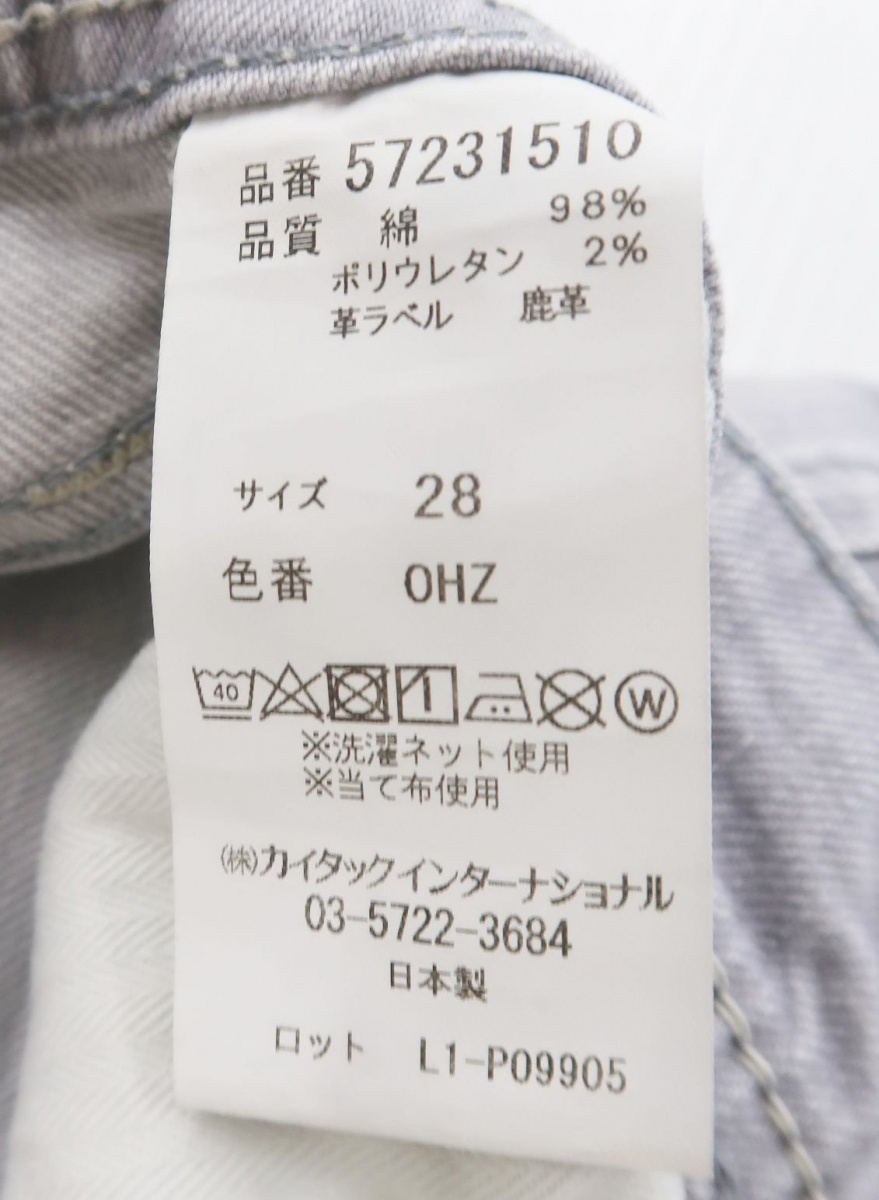 品番 57231510
品質 綿 98%
ポリウレタン 2%
革ラベル 鹿革
サイズ 28
色番 0HZ
40 W
※洗濯ネット使用
※当て布使用
(株)カイタックインターナショナル
03-5722-3684
日本製
ロット L1-P09905